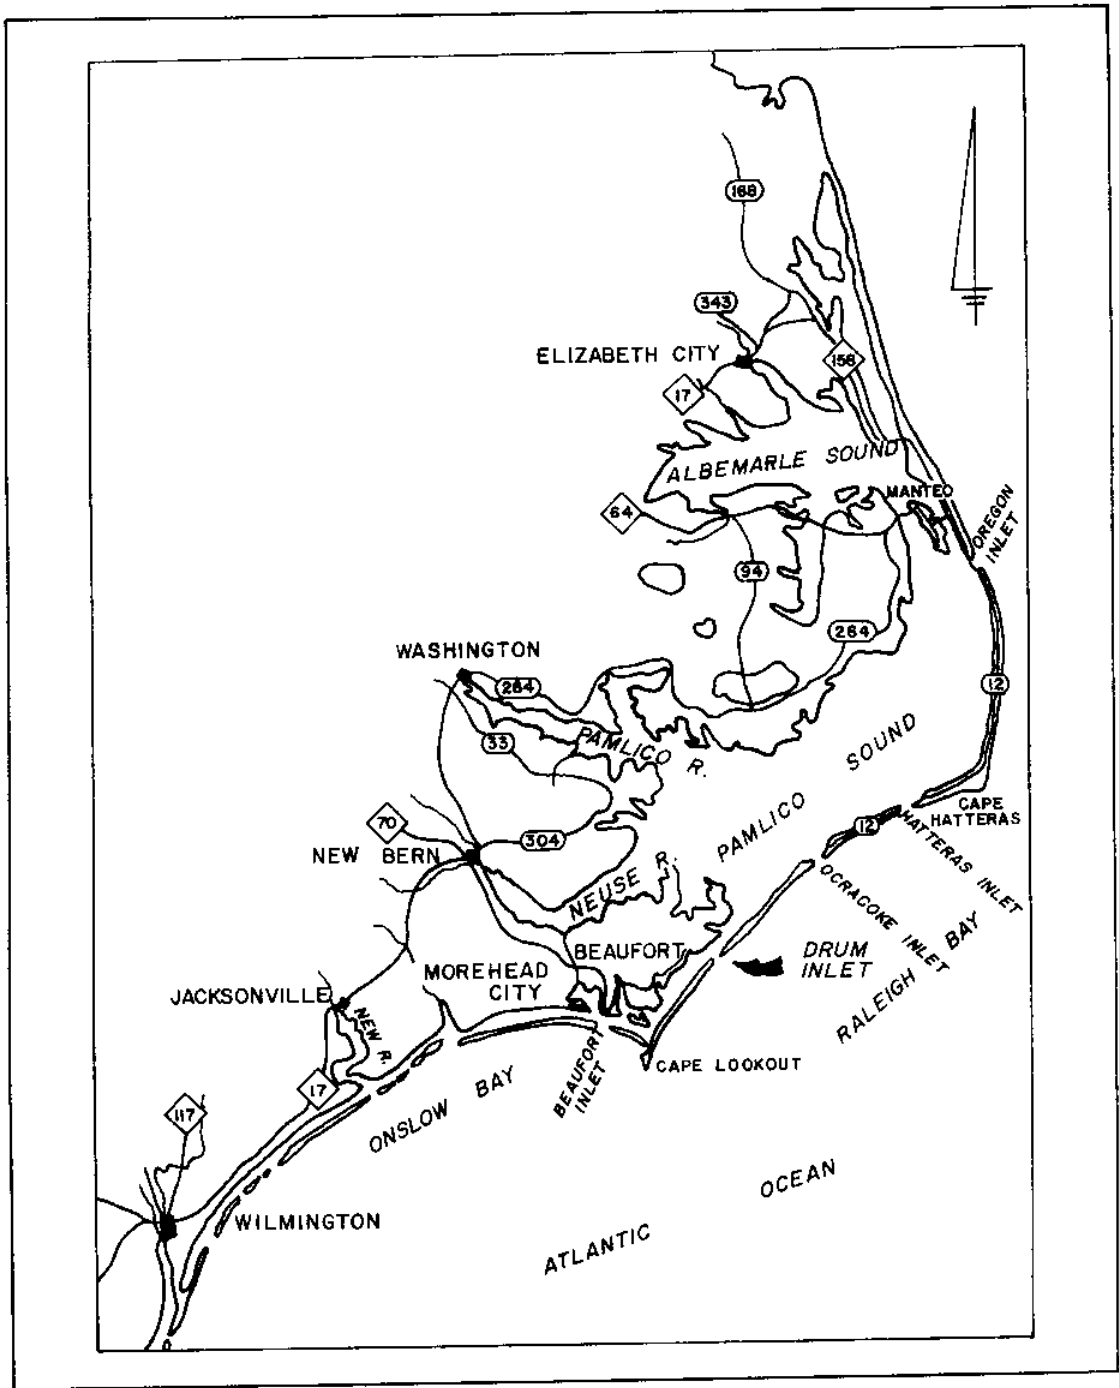 168
343
ELIZABETH CITY
158
17
ALBEMARLE SOUND
MANTEO
64
OREGON
INLET
94
264
WASHINGTON
264
12
33
PAMLICO R.
PAMLICO SOUND
CAPE
HATTERAS
70
12
HATTERAS INLET
304
NEW BERN
OCRACOKE INLET
NEUSE R.
RALEIGH BAY
BEAUFORT
DRUM
INLET
MOREHEAD
CITY
JACKSONVILLE
NEW R.
BEAUFORT
INLET
CAPE LOOKOUT
17
ONSLOW BAY
117
WILMINGTON
ATLANTIC OCEAN